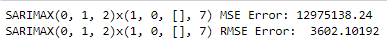 SARIMAX(0, 1, 2)x(1, 0, [], 7) MSE Error: 12975138.24
SARIMAX(0, 1, 2)x(1, 0, [], 7) RMSE Error:  3602.10192